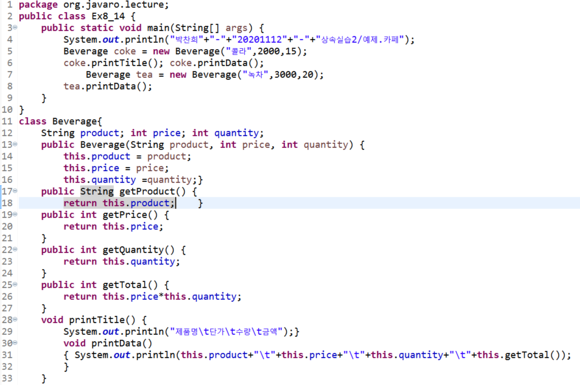 1 package org.javaro.lecture;
2 public class Ex8_14 {
3 public static void main(String[] args) {
4 System.out.println("박찬희"+"-"+"20201112"+"-"+"상속실습2/예제.카페");
5 Beverage coke = new Beverage("콜라",2000,15);
6 coke.printTitle(); coke.printData();
7 Beverage tea = new Beverage("녹차",3000,20);
8 tea.printData();
9 }
10 }
11 class Beverage{
12 String product; int price; int quantity;
13 public Beverage(String product, int price, int quantity) {
14 this.product = product;
15 this.price = price;
16 this.quantity =quantity;}
17 public String getProduct() {
18 return this.product; }
19 public int getPrice() {
20 return this.price;
21 }
22 public int getQuantity() {
23 return this.quantity;
24 }
25 public int getTotal() {
26 return this.price*this.quantity;
27 }
28 void printTitle() {
29 System.out.println("제품명\t단가\t수량\t금액");}
30 void printData()
31 { System.out.println(this.product+"\t"+this.price+"\t"+this.quantity+"\t"+this.getTotal());
32 }
33 }